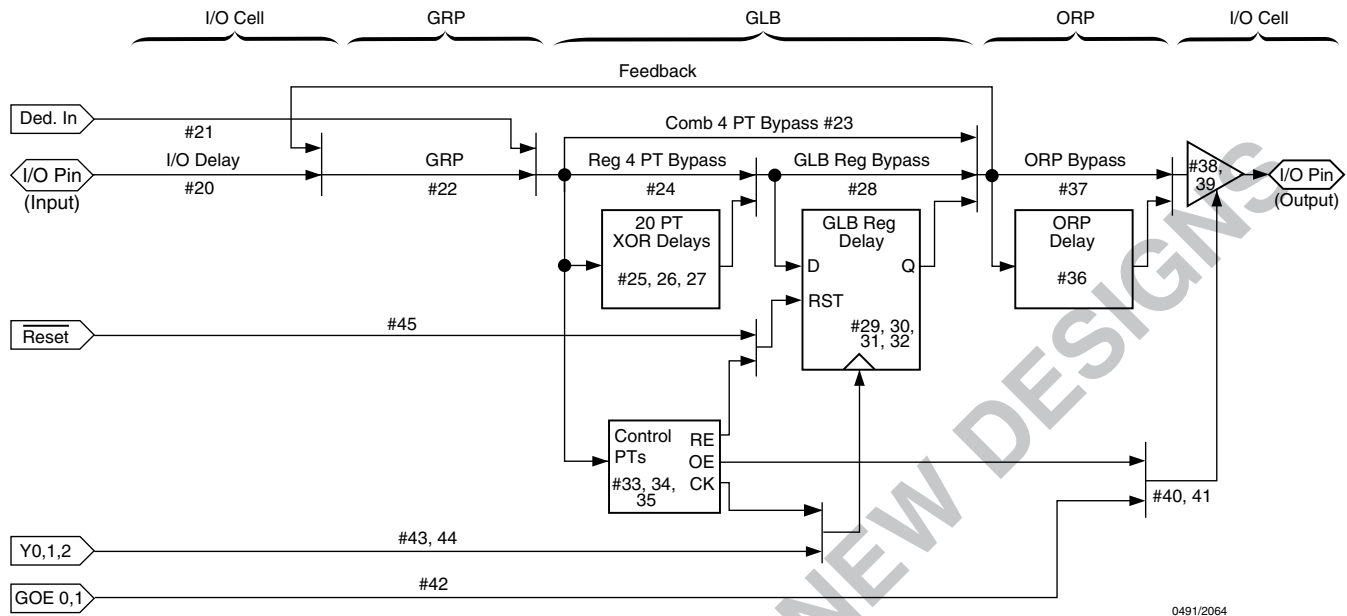 I/O Cell
GRP
GLB
ORP
I/O Cell
Feedback
Ded. In
#21
Comb 4 PT Bypass #23
I/O Pin
(Input)
I/O Delay
#20
GRP
#22
Reg 4 PT Bypass
#24
GLB Reg Bypass
#28
ORP Bypass
#37
#38,
39
I/O Pin
(Output)
20 PT
XOR Delays
#25, 26, 27
GLB Reg
Delay
D
Q
RST
#29, 30,
31, 32
ORP
Delay
#36
Reset
#45
Control
PTs
#33, 34,
35
RE
OE
CK
#40, 41
Y0,1,2
#43, 44
GOE 0,1
#42
0491/2064
NEW DESIGNS